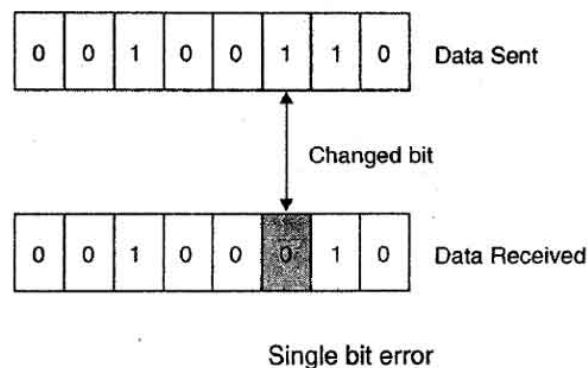 0 0 1 0 0 1 1 0 Data Sent
Changed bit
0 0 1 0 0 0 1 0 Data Received
Single bit error